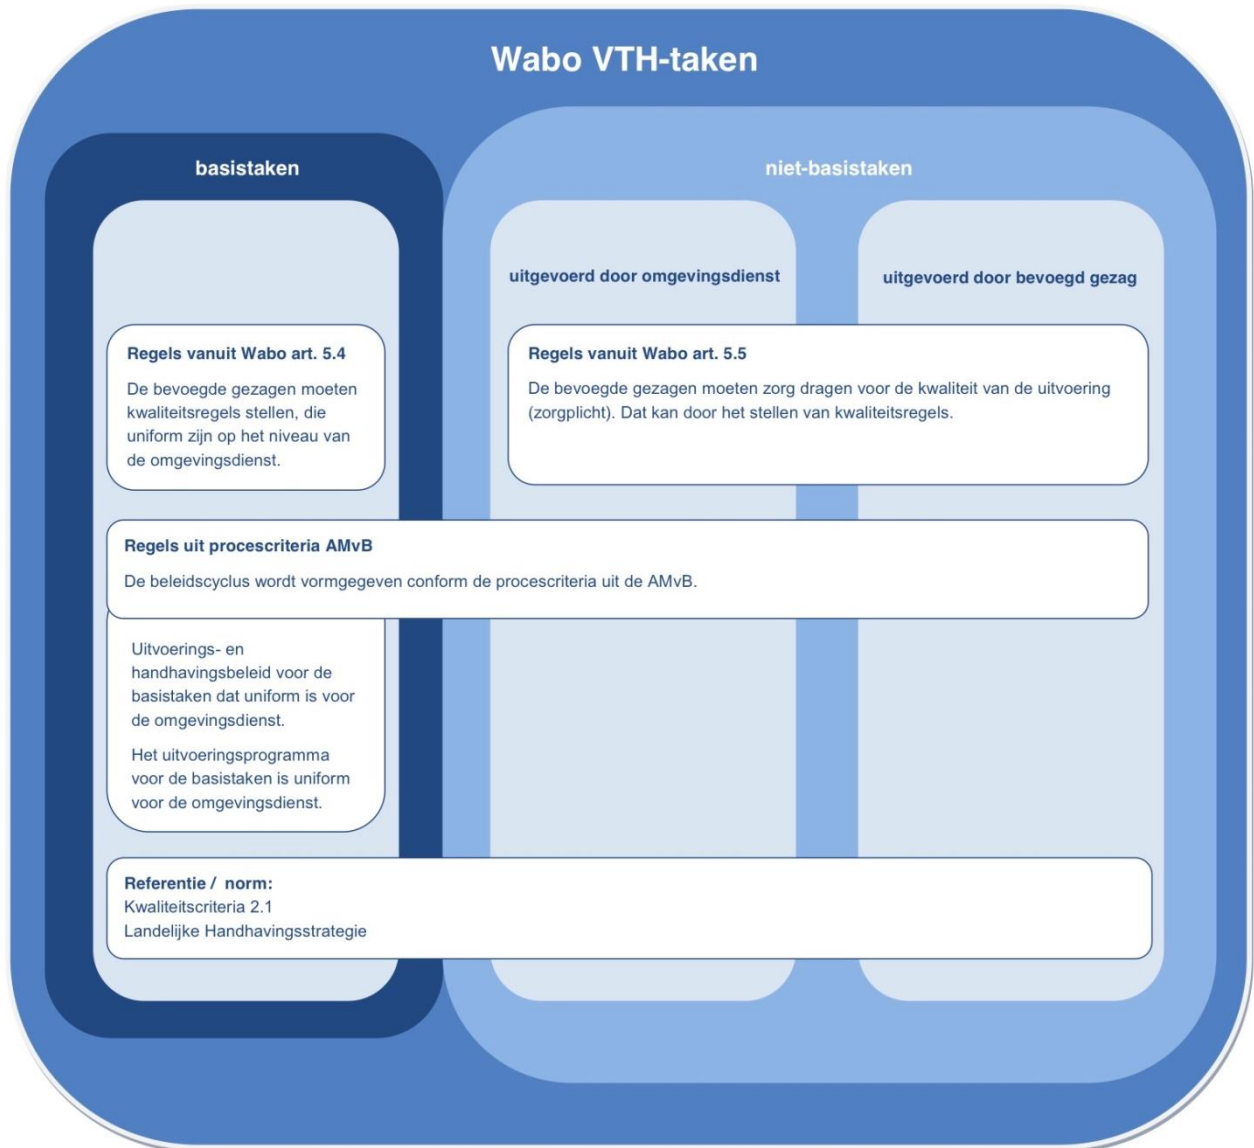 Wabo VTH-taken
basistaken
niet-basistaken
uitgevoerd door omgevingsdienst
uitgevoerd door bevoegd gezag
Regels vanuit Wabo art. 5.4
De bevoegde gezagen moeten
kwaliteitsregels stellen, die
uniform zijn op het niveau van
de omgevingsdienst.
Regels vanuit Wabo art. 5.5
De bevoegde gezagen moeten zorg dragen voor de kwaliteit van de uitvoering
(zorgplicht). Dat kan door het stellen van kwaliteitsregels.
Regels uit procescriteria AMvB
De beleidscyclus wordt vormgegeven conform de procescriteria uit de AMvB.
Uitvoerings- en
handhavingsbeleid voor de
basistaken dat uniform is voor
de omgevingsdienst.
Het uitvoeringsprogramma
voor de basistaken is uniform
voor de omgevingsdienst.
Referentie / norm:
Kwaliteitscriteria 2.1
Landelijke Handhavingsstrategie